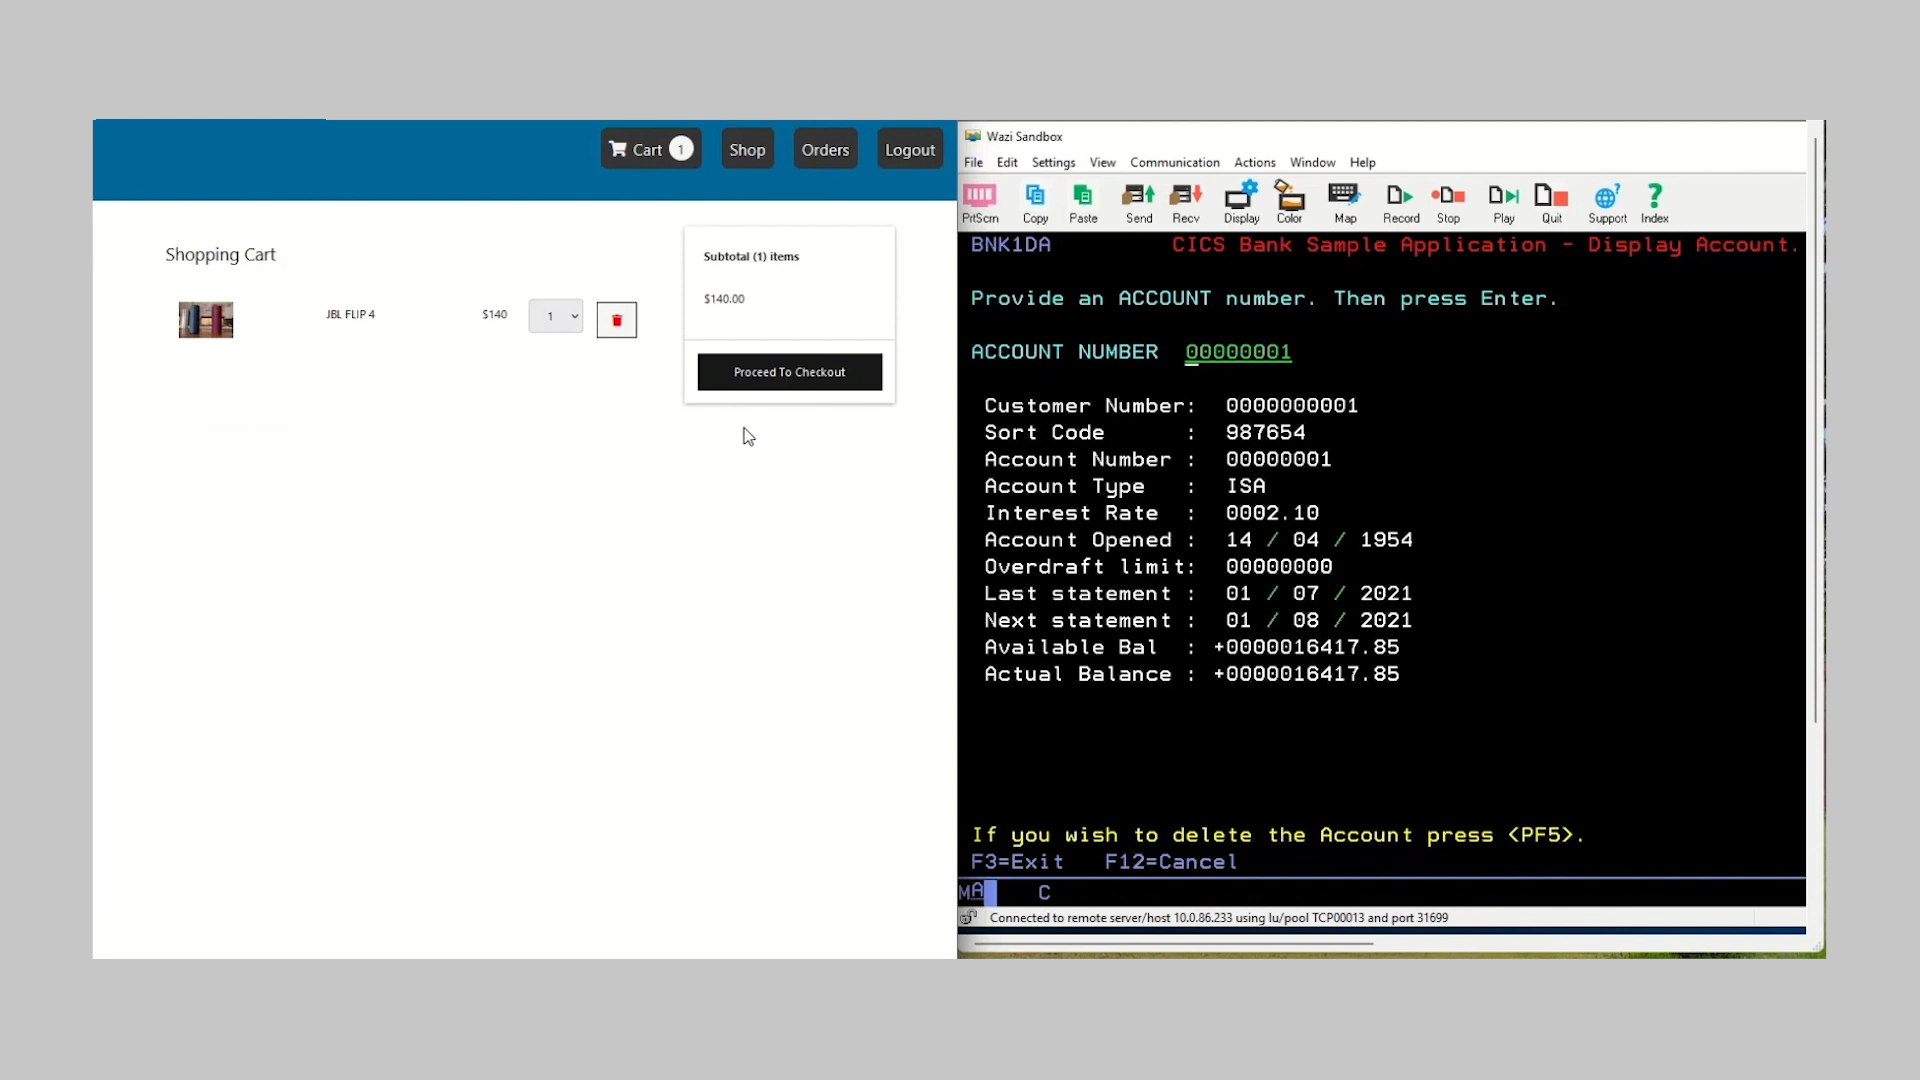 Cart 1 Shop Orders Logout
Shopping Cart
JBL FLIP 4 $140 1
Subtotal (1) items
$140.00
Proceed To Checkout
Wazi Sandbox
File Edit Settings View Communication Actions Window Help
PrtScrn Copy Paste Send Recv Display Color Map Record Stop Play Quit Support Index
BNK1DA CICS Bank Sample Application - Display Account.
Provide an ACCOUNT number. Then press Enter.
ACCOUNT NUMBER 00000001
Customer Number: 0000000001
Sort Code : 987654
Account Number : 00000001
Account Type : ISA
Interest Rate : 0002.10
Account Opened : 14 / 04 / 1954
Overdraft limit: 00000000
Last statement : 01 / 07 / 2021
Next statement : 01 / 08 / 2021
Available Bal : +0000016417.85
Actual Balance : +0000016417.85
If you wish to delete the Account press <PF5>.
F3=Exit F12=Cancel
MA C
Connected to remote server/host 10.0.86.233 using lu/pool TCP00013 and port 31699